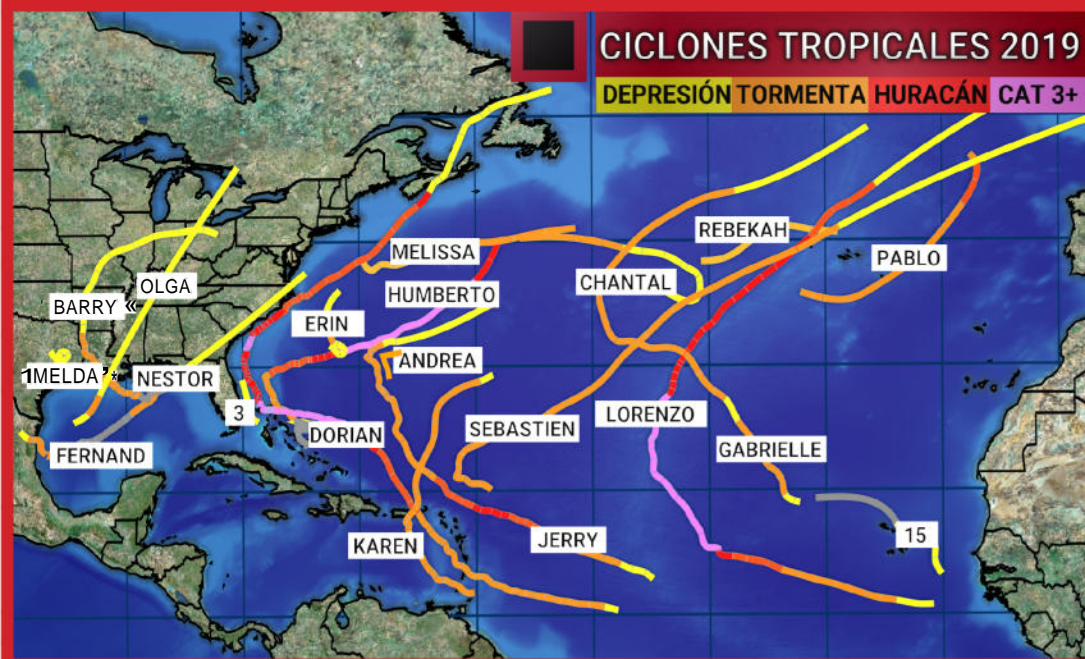 CICLONES TROPICALES 2019
DEPRESIÓN TORMENTA HURACÁN CAT 3+
REBEKAH
MELISSA
PABLO
OLGA
CHANTAL
BARRY «
HUMBERTO
ERIN
ANDREA
1MELDA’*
NESTOR
3
LORENZO
DORIAN
SEBASTIEN
GABRIELLE
FERNAND
15
KAREN
JERRY